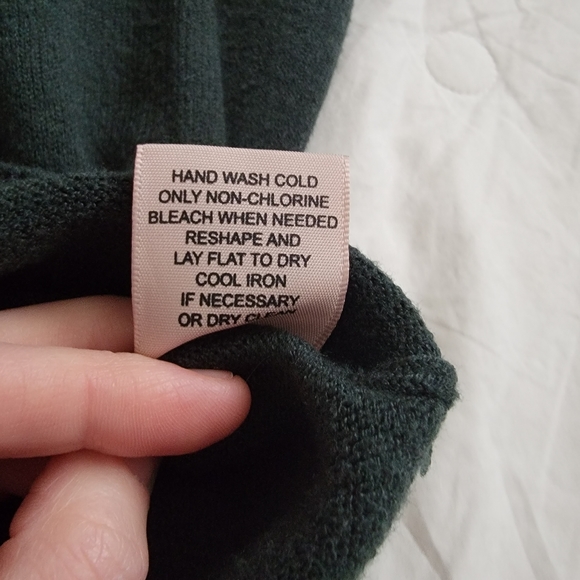 HAND WASH COLD
ONLY NON-CHLORINE
BLEACH WHEN NEEDED
RESHAPE AND
LAY FLAT TO DRY
COOL IRON
IF NECESSARY
OR DRY CLEAN